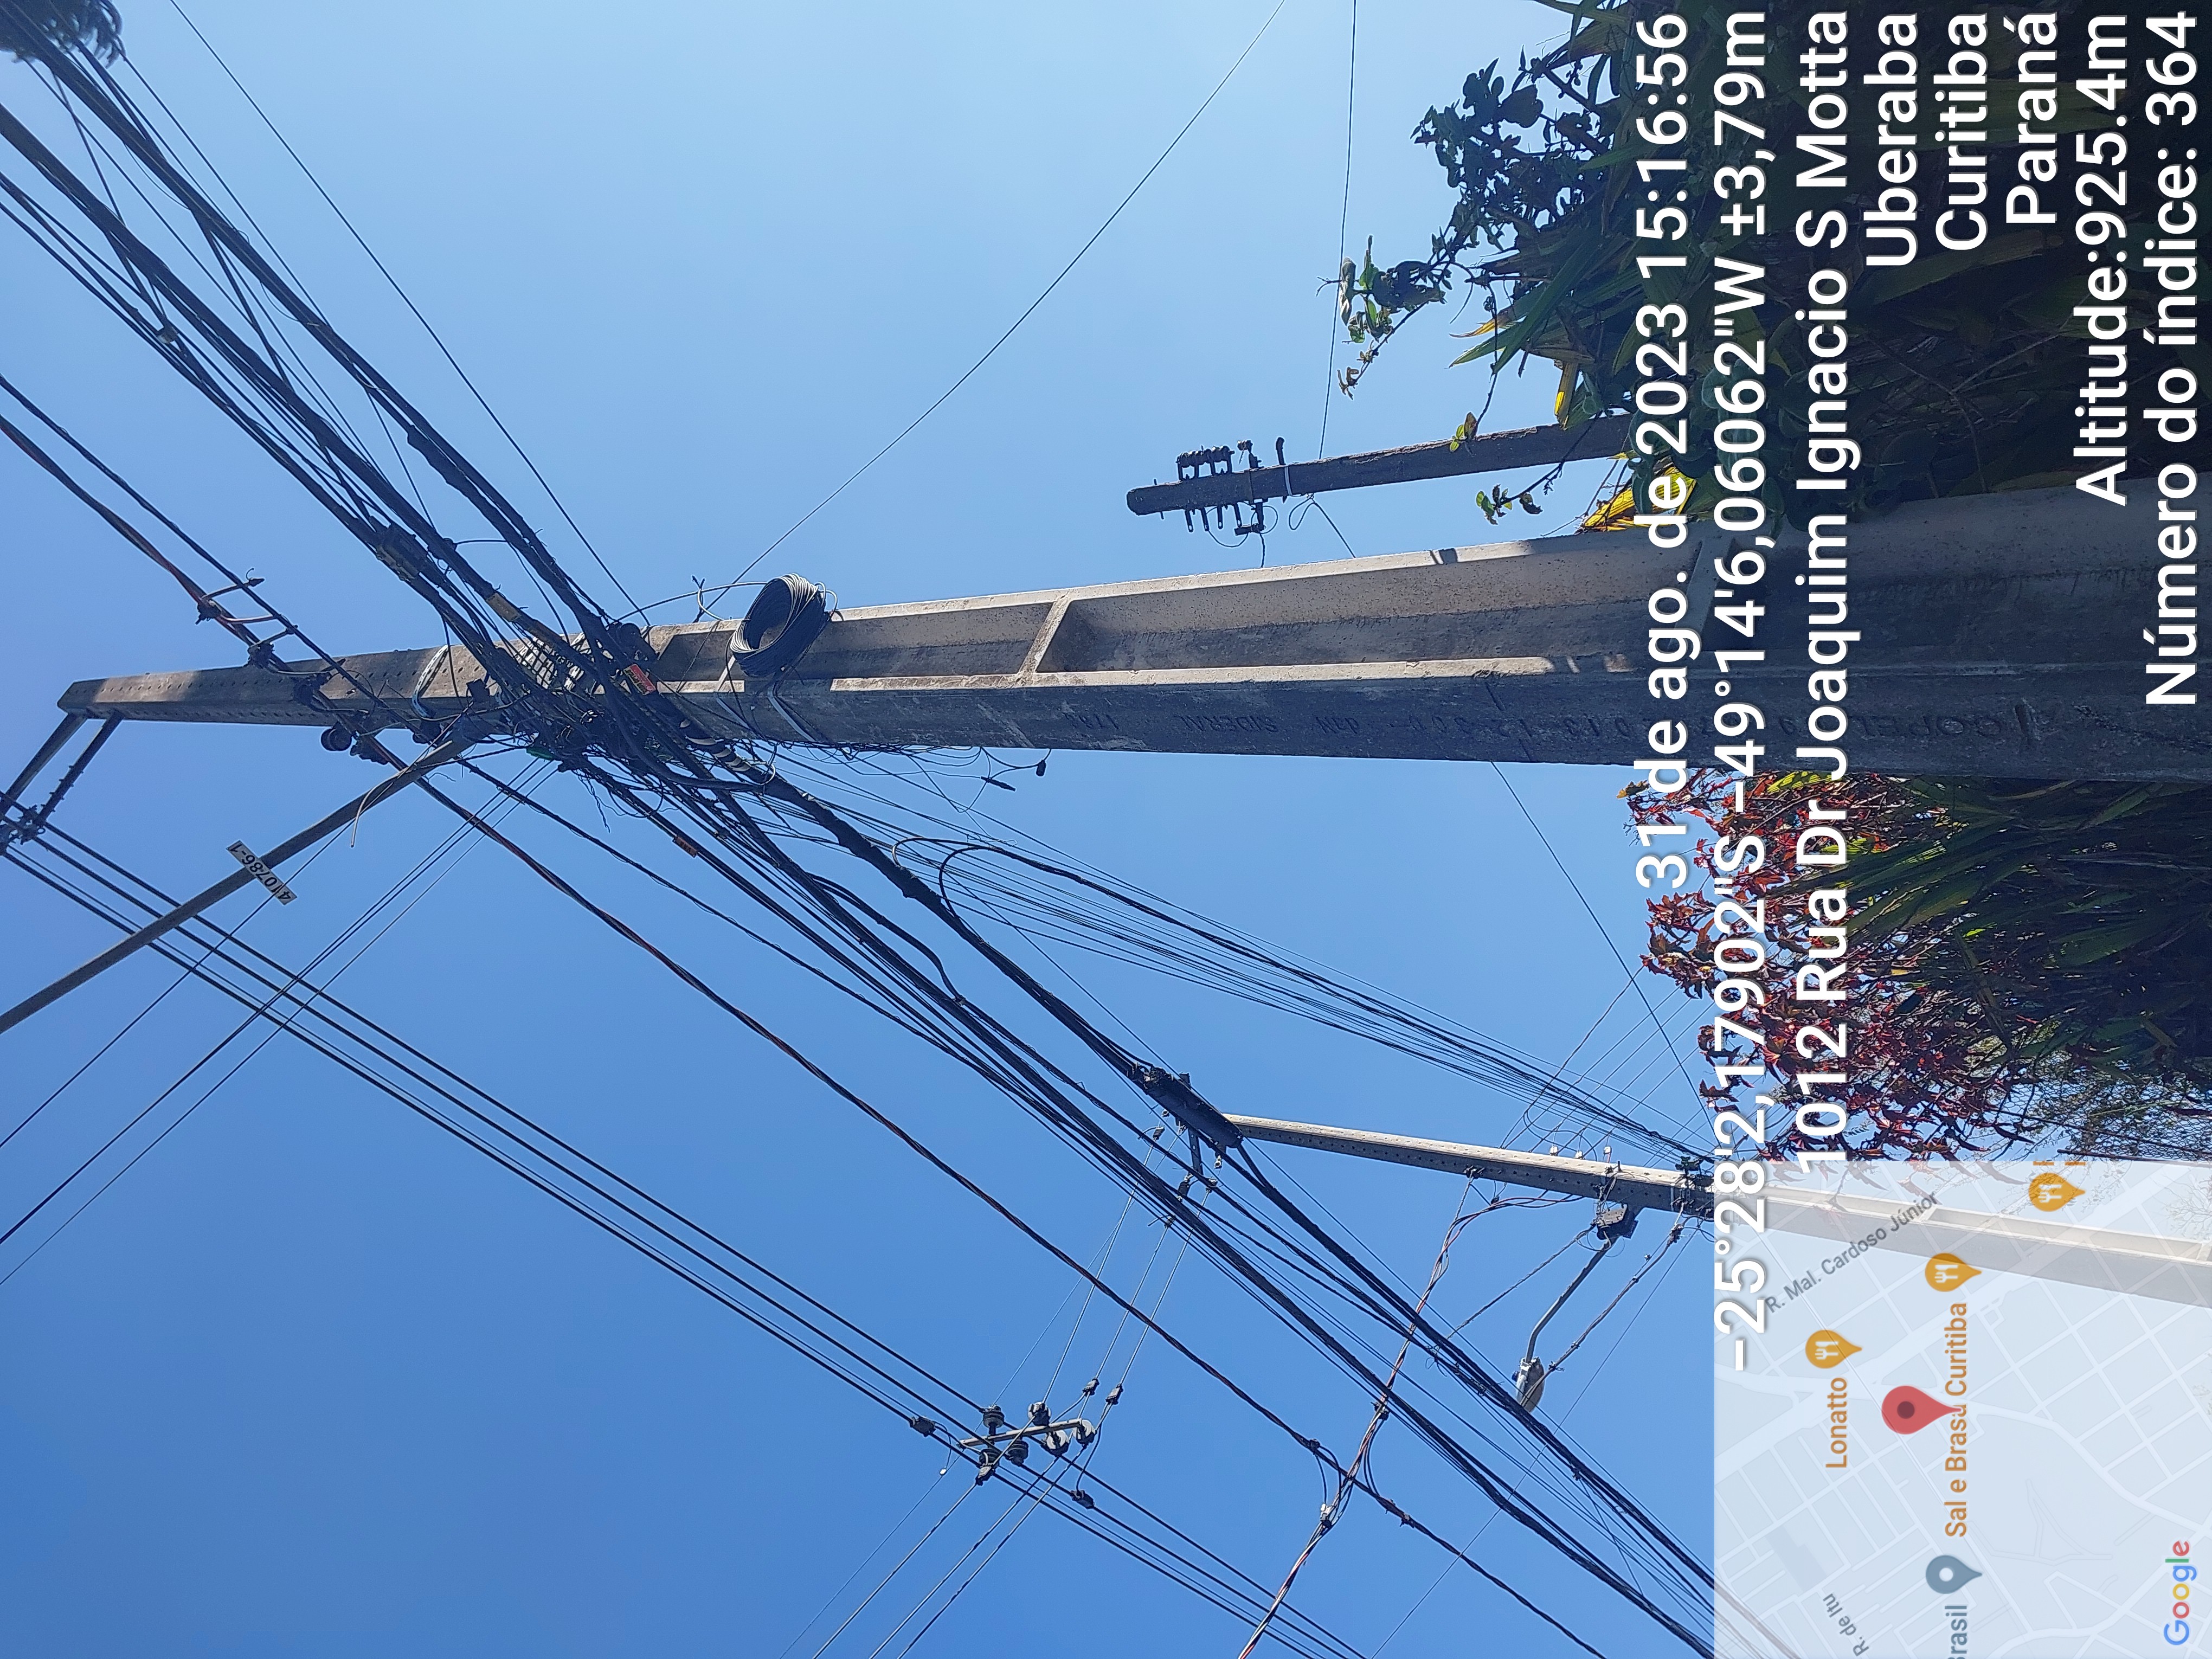 410786-1
31 de ago. de 2023 15:16:56
−25°28'2,17902"S −49°14'6,06062"W ±3,79m
1012 Rua Dr Joaquim Ignacio S Motta
Uberaba
Curitiba
Paraná
Altitude:925.4m
Número do índice: 364
R. de Itu
R. Mal. Cardoso Júnior
Lonatto
Sal e Brasa Curitiba
Google